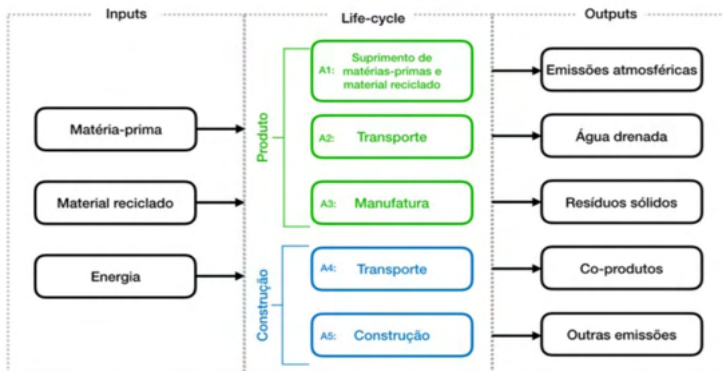 Inputs
Life-cycle
Outputs
Matéria-prima
Material reciclado
Energia
Produto
A1:
Suprimento de
matérias-primas e
material reciclado
A2: Transporte
A3: Manufatura
Construção
A4: Transporte
A5: Construção
Emissões atmosféricas
Água drenada
Resíduos sólidos
Co-produtos
Outras emissões